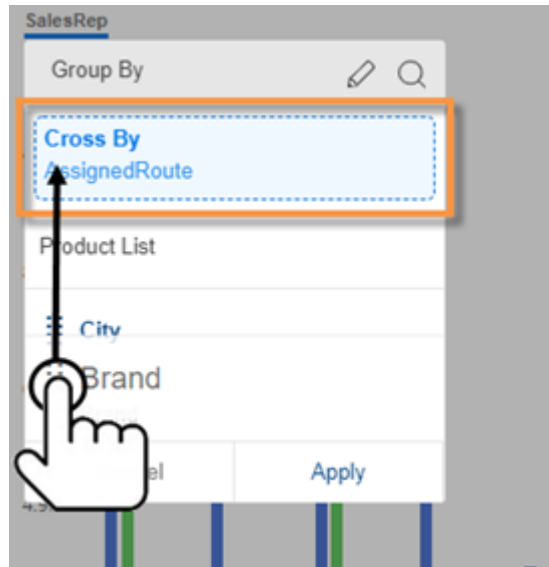 SalesRep
Group By
Cross By
AssignedRoute
Product List
City
Brand
Apply